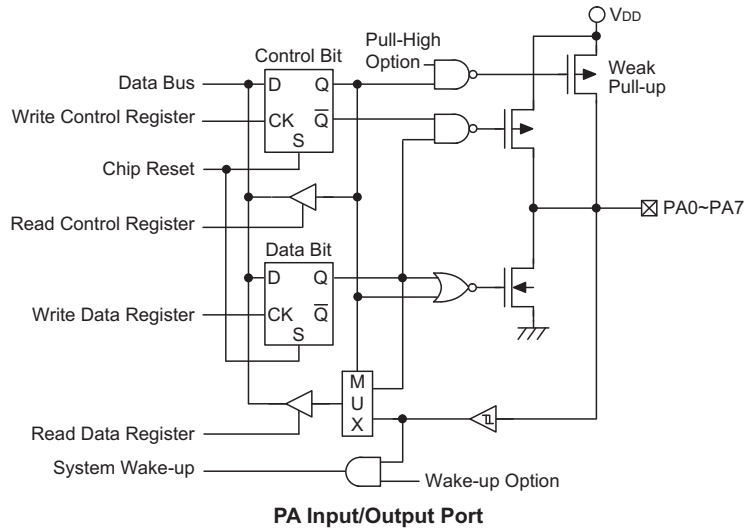 VDD
Control Bit
Pull-High
Option
Weak
Pull-up
Data Bus
D Q
Write Control Register
CK Q
S
Chip Reset
Read Control Register
PA0~PA7
Data Bit
D Q
Write Data Register
CK Q
S
M
U
X
Read Data Register
System Wake-up
Wake-up Option
PA Input/Output Port